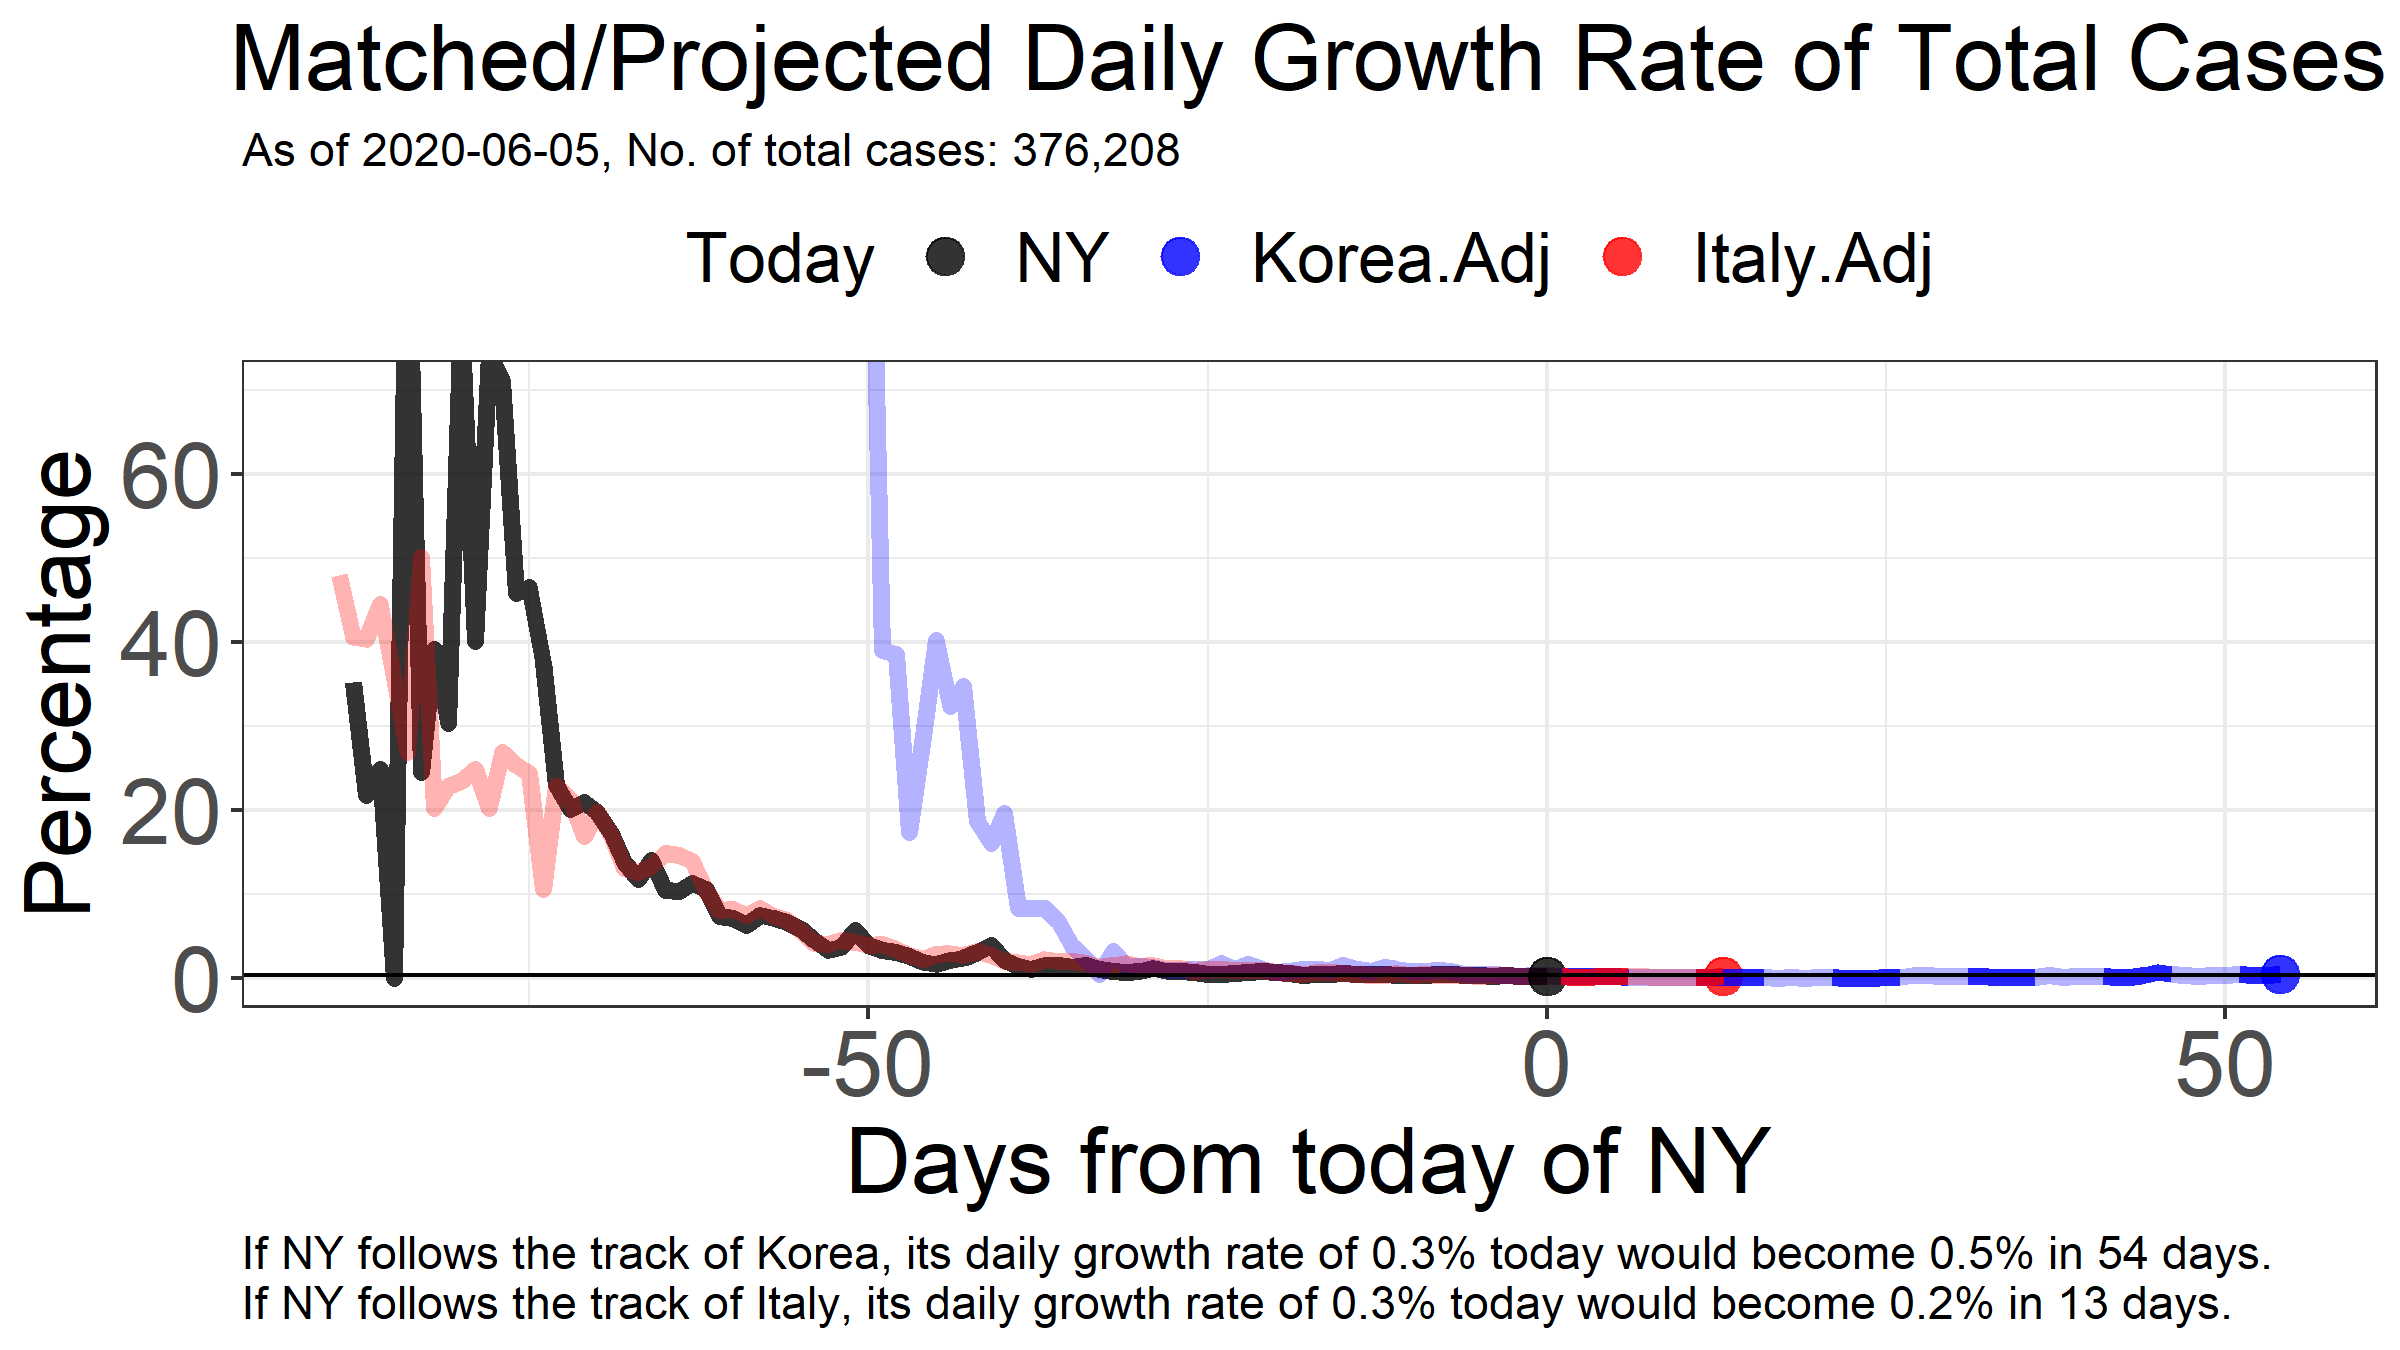 Matched/Projected Daily Growth Rate of Total Cases
As of 2020-06-05, No. of total cases: 376,208
Today NY Korea.Adj Italy.Adj
Percentage
60
40
20
0
-50 0 50
Days from today of NY
If NY follows the track of Korea, its daily growth rate of 0.3% today would become 0.5% in 54 days.
If NY follows the track of Italy, its daily growth rate of 0.3% today would become 0.2% in 13 days.